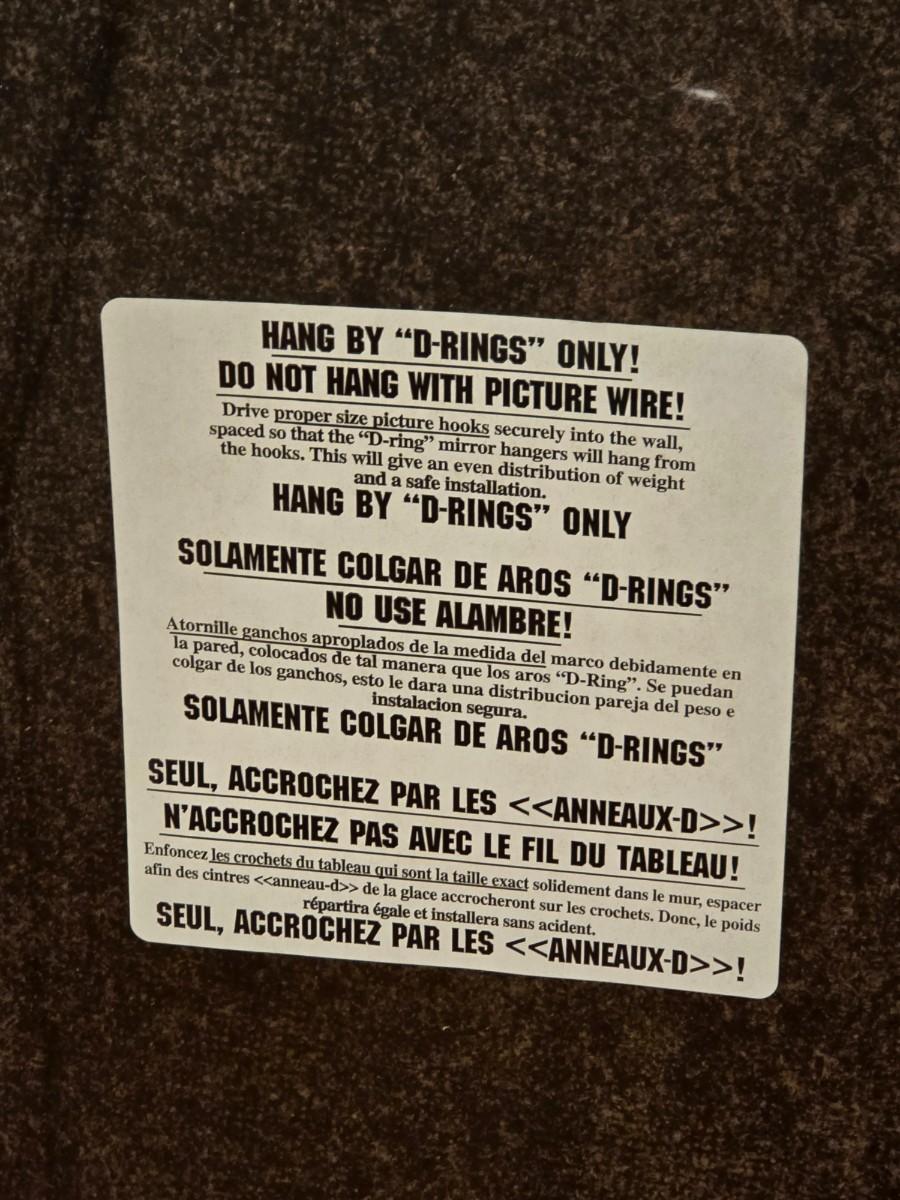 HANG BY “D-RINGS” ONLY!
DO NOT HANG WITH PICTURE WIRE!
Drive proper size picture hooks securely into the wall,
spaced so that the “D-ring” mirror hangers will hang from
the hooks. This will give an even distribution of weight
and a safe installation.
HANG BY “D-RINGS” ONLY
SOLAMENTE COLGAR DE AROS “D-RINGS”
NO USE ALAMBRE!
Atornille ganchos aproplados de la medida del marco debidamente en
la pared, colocados de tal manera que los aros “D-Ring”. Se puedan
colgar de los ganchos, esto le dara una distribucion pareja del peso e
instalacion segura.
SOLAMENTE COLGAR DE AROS “D-RINGS”
SEUL, ACCROCHEZ PAR LES <<ANNEAUX-D>>!
N’ACCROCHEZ PAS AVEC LE FIL DU TABLEAU!
Enfoncez les crochets du tableau qui sont la taille exact solidement dans le mur, espacer
afin des cintres <<anneau-d>> de la glace accrocheront sur les crochets. Donc, le poids
répartira égale et installera sans acident.
SEUL, ACCROCHEZ PAR LES <<ANNEAUX-D>>!